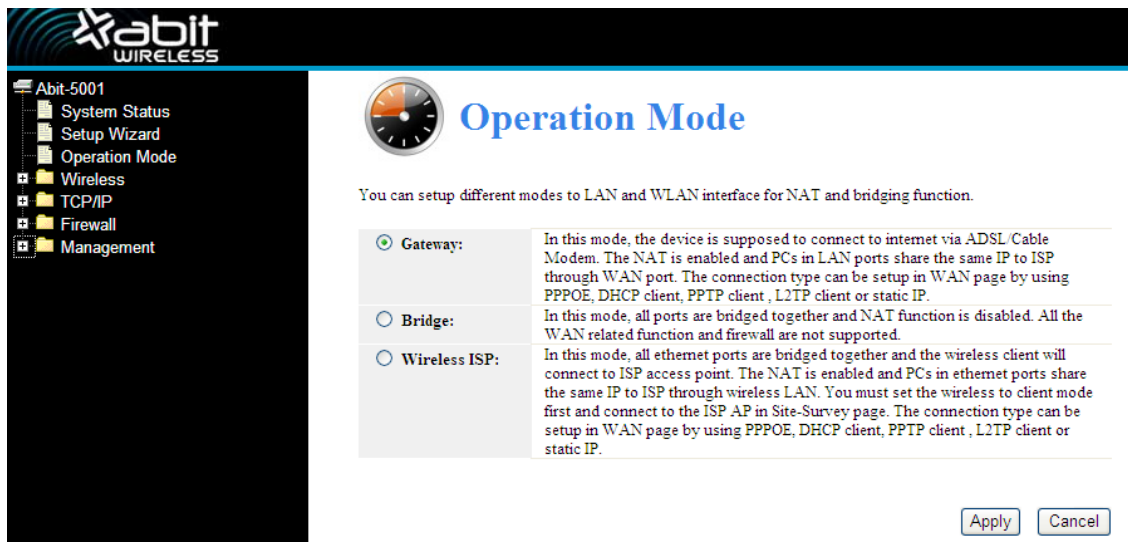 abit
WIRELESS
Abit-5001
System Status
Setup Wizard
Operation Mode
Wireless
TCP/IP
Firewall
Management
Operation Mode
You can setup different modes to LAN and WLAN interface for NAT and bridging function.
Gateway:
In this mode, the device is supposed to connect to internet via ADSL/Cable
Modem. The NAT is enabled and PCs in LAN ports share the same IP to ISP
through WAN port. The connection type can be setup in WAN page by using
PPPOE, DHCP client, PPTP client , L2TP client or static IP.
Bridge:
In this mode, all ports are bridged together and NAT function is disabled. All the
WAN related function and firewall are not supported.
Wireless ISP:
In this mode, all ethernet ports are bridged together and the wireless client will
connect to ISP access point. The NAT is enabled and PCs in ethernet ports share
the same IP to ISP through wireless LAN. You must set the wireless to client mode
first and connect to the ISP AP in Site-Survey page. The connection type can be
setup in WAN page by using PPPOE, DHCP client, PPTP client , L2TP client or
static IP.
Apply
Cancel